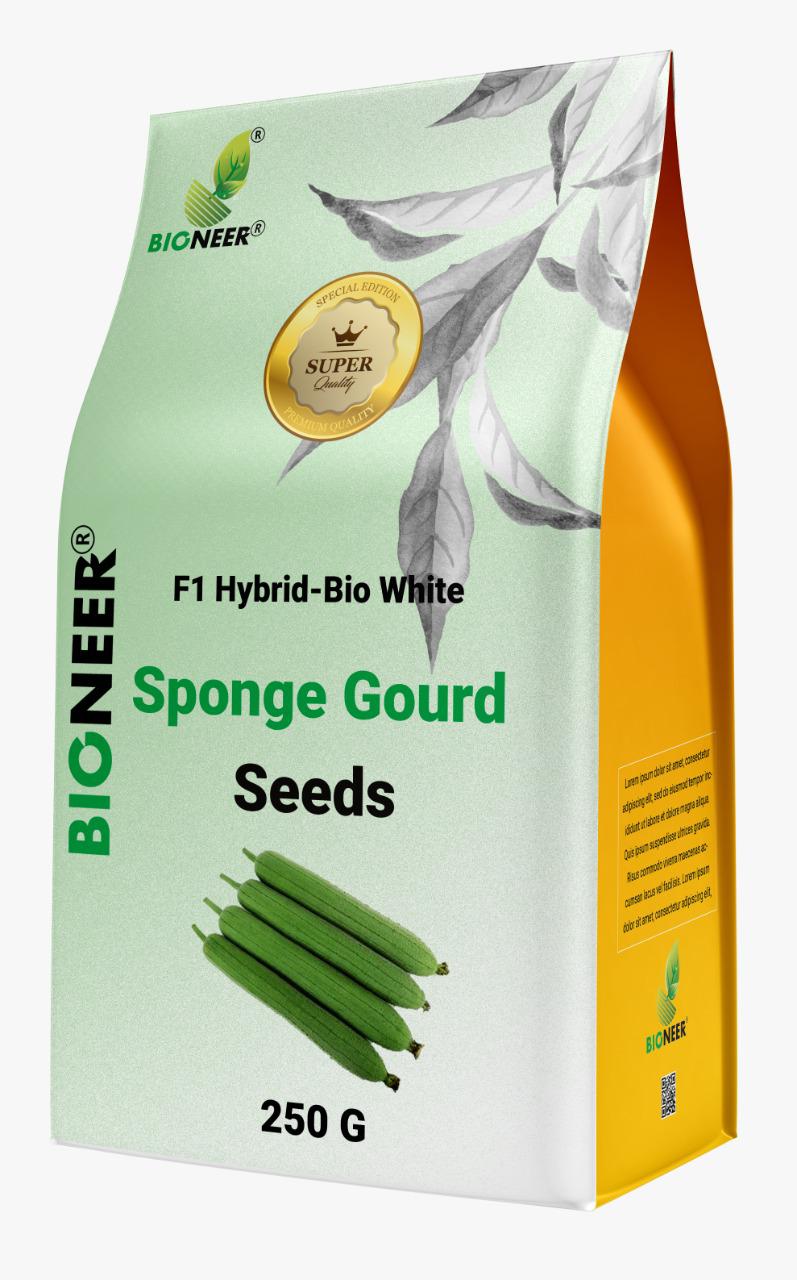 ®
BIONEER®
SPECIAL EDITION
SUPER
Quality
PREMIUM QUALITY
BIONEER®
F1 Hybrid-Bio White
Sponge Gourd
Seeds
250 G
Lorem ipsum dolor sit amet, consectetur
adipiscing elit, sed do eiusmod tempor inc-
ididunt ut labore et dolore magna aliqua.
Quis ipsum suspendisse ultrices gravida.
Risus commodo viverra maecenas ac-
cumsan lacus vel facilisis. Lorem ipsum
dolor sit amet, consectetur adipiscing elit,
BIONEER